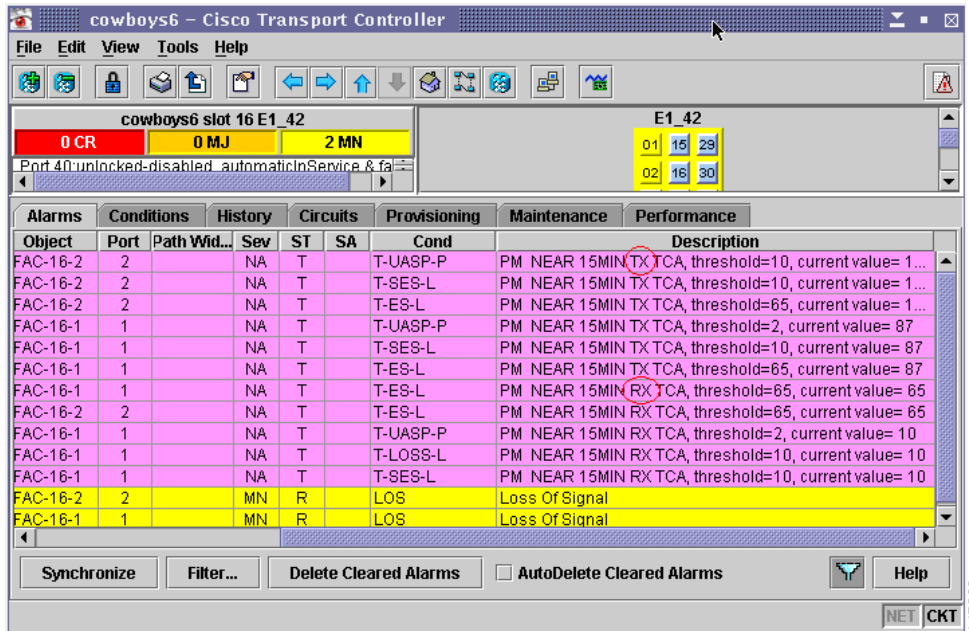 cowboys6 – Cisco Transport Controller
File Edit View Tools Help
cowboys6 slot 16 E1_42
0 CR 0 MJ 2 MN
Port 40:unlocked-disabled, automaticInService & fa
E1_42
01 15 29
02 16 30
Alarms Conditions History Circuits Provisioning Maintenance Performance
Object Port Path Wid... Sev ST SA Cond Description
FAC-16-2 2 NA T T-UASP-P PM NEAR 15MIN TX TCA, threshold=10, current value= 1...
FAC-16-2 2 NA T T-SES-L PM NEAR 15MIN TX TCA, threshold=10, current value= 1...
FAC-16-2 2 NA T T-ES-L PM NEAR 15MIN TX TCA, threshold=65, current value= 1...
FAC-16-1 1 NA T T-UASP-P PM NEAR 15MIN TX TCA, threshold=2, current value= 87
FAC-16-1 1 NA T T-SES-L PM NEAR 15MIN TX TCA, threshold=10, current value= 87
FAC-16-1 1 NA T T-ES-L PM NEAR 15MIN TX TCA, threshold=65, current value= 87
FAC-16-1 1 NA T T-ES-L PM NEAR 15MIN RX TCA, threshold=65, current value= 65
FAC-16-2 2 NA T T-ES-L PM NEAR 15MIN RX TCA, threshold=65, current value= 65
FAC-16-1 1 NA T T-UASP-P PM NEAR 15MIN RX TCA, threshold=2, current value= 10
FAC-16-1 1 NA T T-LOSS-L PM NEAR 15MIN RX TCA, threshold=10, current value= 10
FAC-16-1 1 NA T T-SES-L PM NEAR 15MIN RX TCA, threshold=10, current value= 10
FAC-16-2 2 MN R LOS Loss Of Signal
FAC-16-1 1 MN R LOS Loss Of Signal
Synchronize Filter... Delete Cleared Alarms AutoDelete Cleared Alarms Help
NET CKT